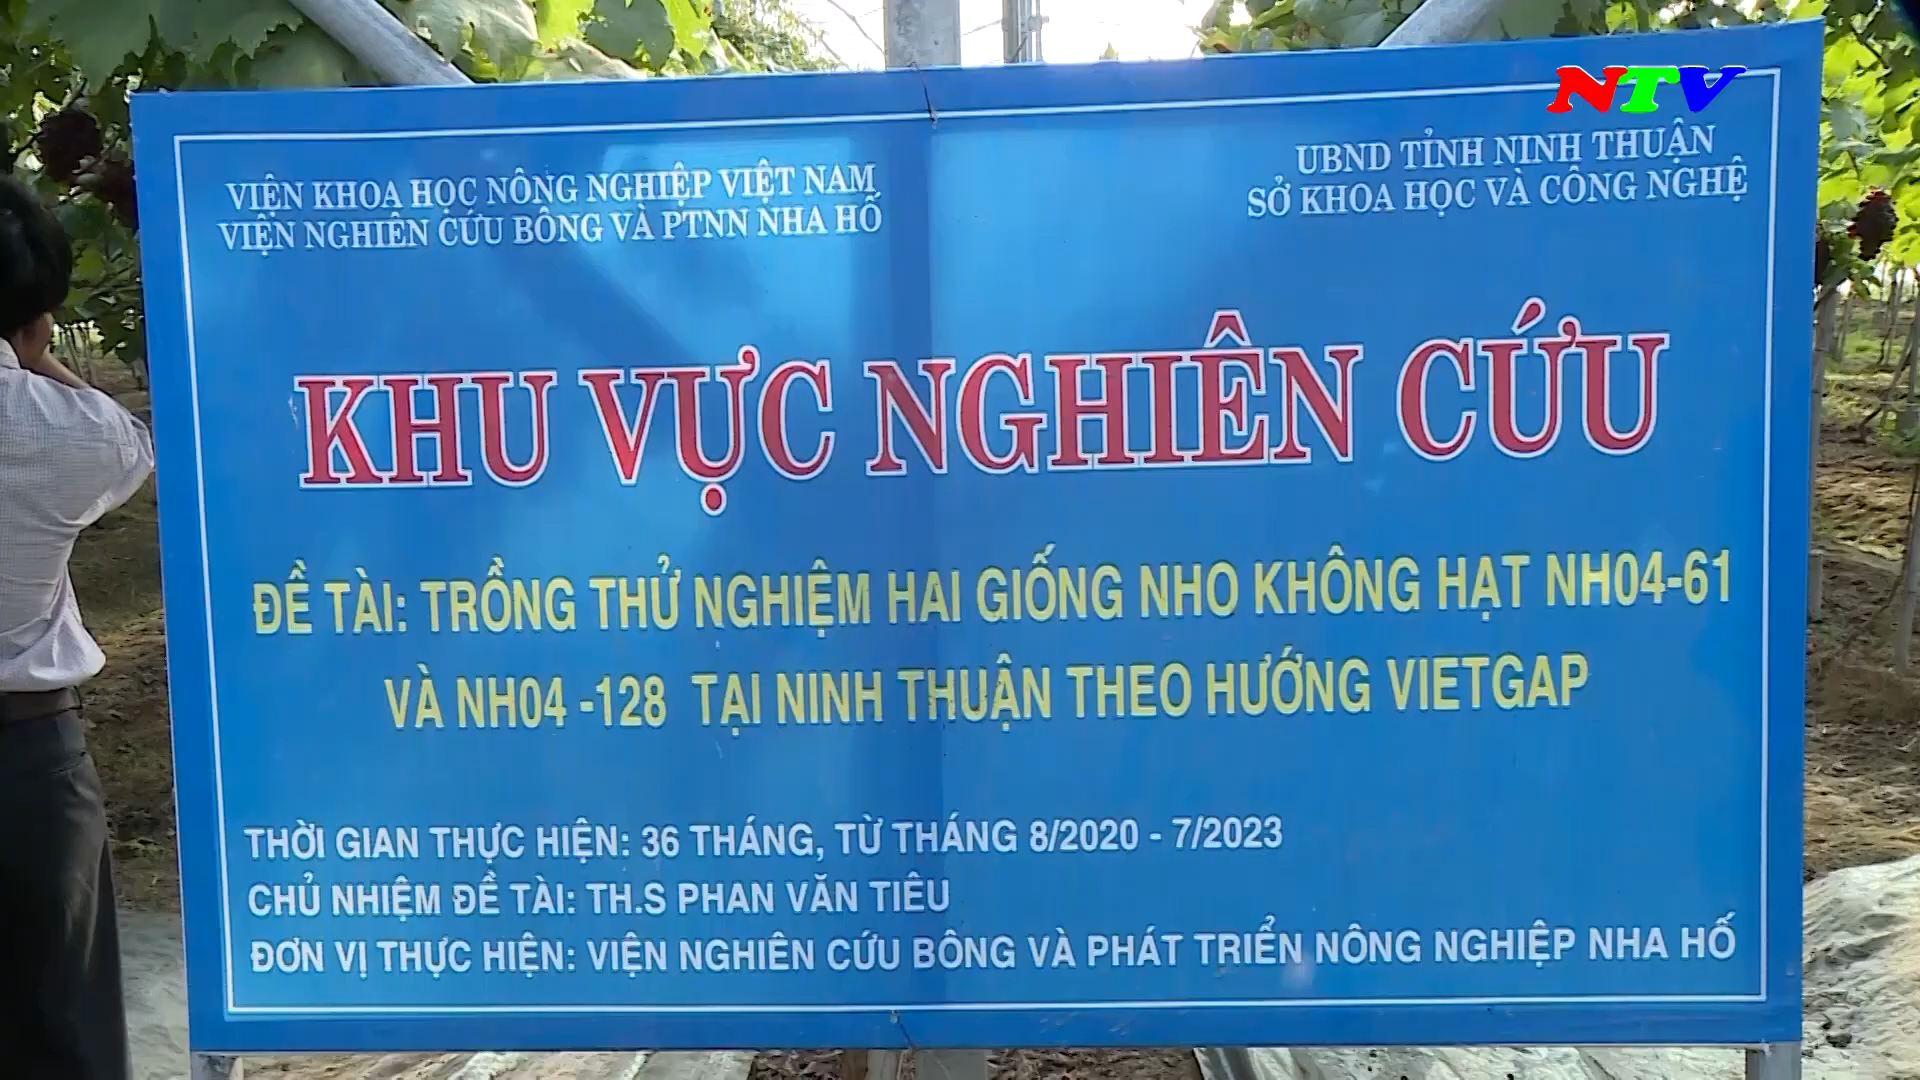 NTV
VIỆN KHOA HỌC NÔNG NGHIỆP VIỆT NAM
VIỆN NGHIÊN CỨU BÔNG VÀ PTNN NHA HỐ
UBND TỈNH NINH THUẬN
SỞ KHOA HỌC VÀ CÔNG NGHỆ
KHU VỰC NGHIÊN CỨU
ĐỀ TÀI: TRỒNG THỬ NGHIỆM HAI GIỐNG NHO KHÔNG HẠT NH04-61
VÀ NH04 -128 TẠI NINH THUẬN THEO HƯỚNG VIETGAP
THỜI GIAN THỰC HIỆN: 36 THÁNG, TỪ THÁNG 8/2020 - 7/2023
CHỦ NHIỆM ĐỀ TÀI: TH.S PHAN VĂN TIÊU
ĐƠN VỊ THỰC HIỆN: VIỆN NGHIÊN CỨU BÔNG VÀ PHÁT TRIỂN NÔNG NGHIỆP NHA HỐ